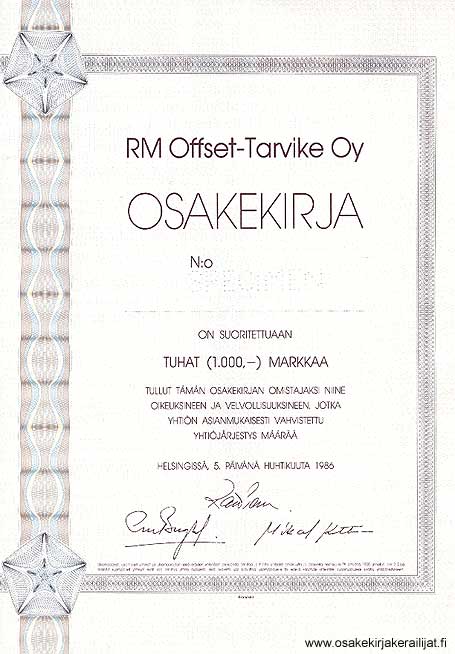 RM Offset-Tarvike Oy
OSAKEKIRJA
N:o
SPECIMEN
ON SUORITETTUAAN
TUHAT (1.000,–) MARKKAA
TULLUT TÄMÄN OSAKEKIRJAN OMISTAJAKSI NIINE
OIKEUKSINEEN JA VELVOLLISUUKSINEEN, JOTKA
YHTIÖN ASIANMUKAISESTI VAHVISTETTU
YHTIÖJÄRJESTYS MÄÄRÄÄ
HELSINGISSÄ, 5. PÄIVÄNÄ HUHTIKUUTA 1986
www.osakekirjakerailijat.fi